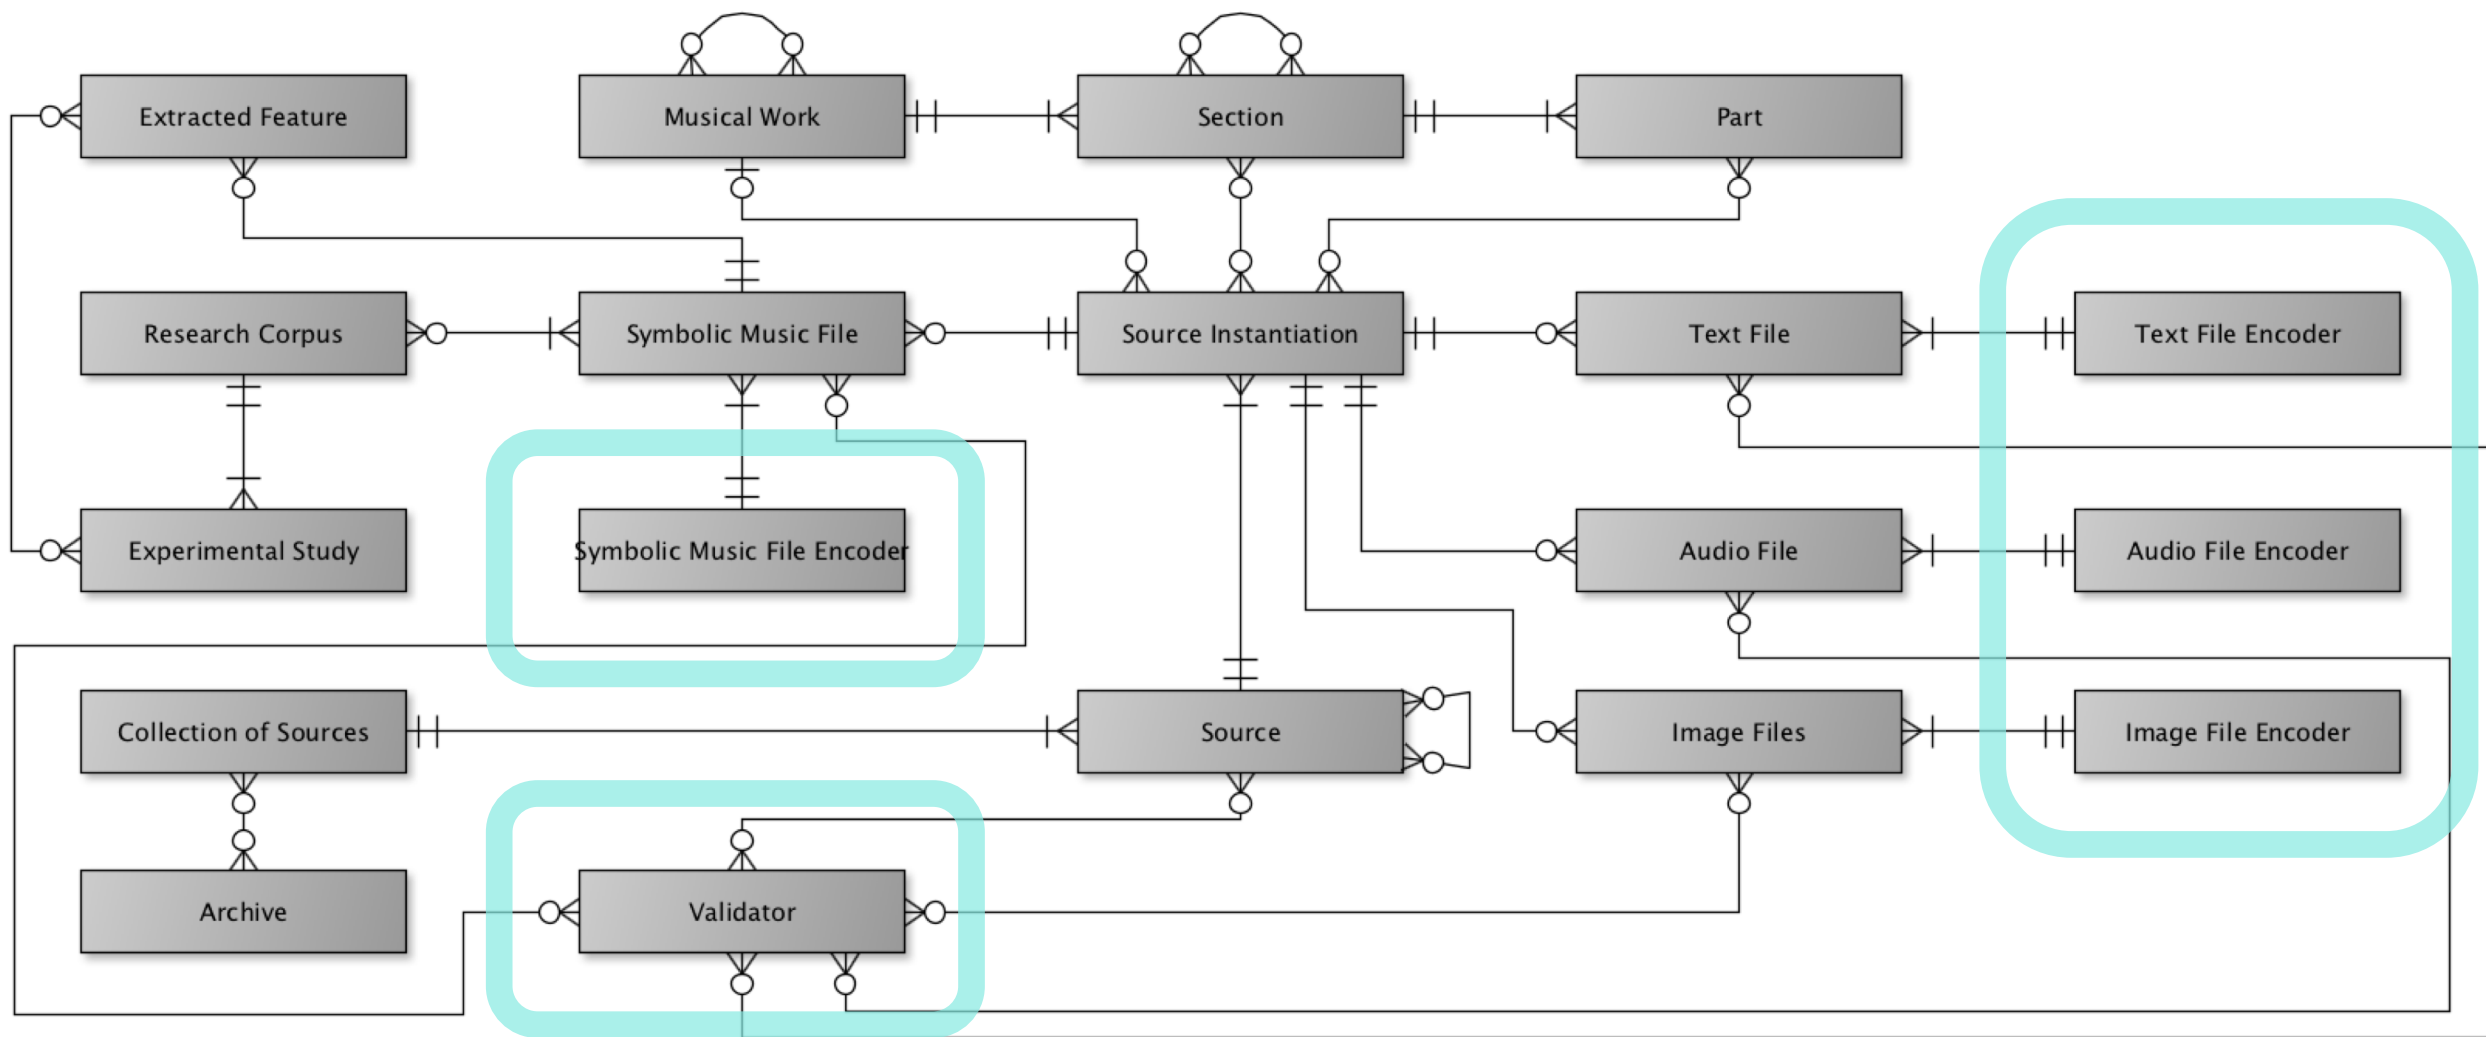 Extracted Feature
Musical Work
Section
Part
Research Corpus
Symbolic Music File
Source Instantiation
Text File
Text File Encoder
Experimental Study
Symbolic Music File Encoder
Audio File
Audio File Encoder
Collection of Sources
Source
Image Files
Image File Encoder
Archive
Validator